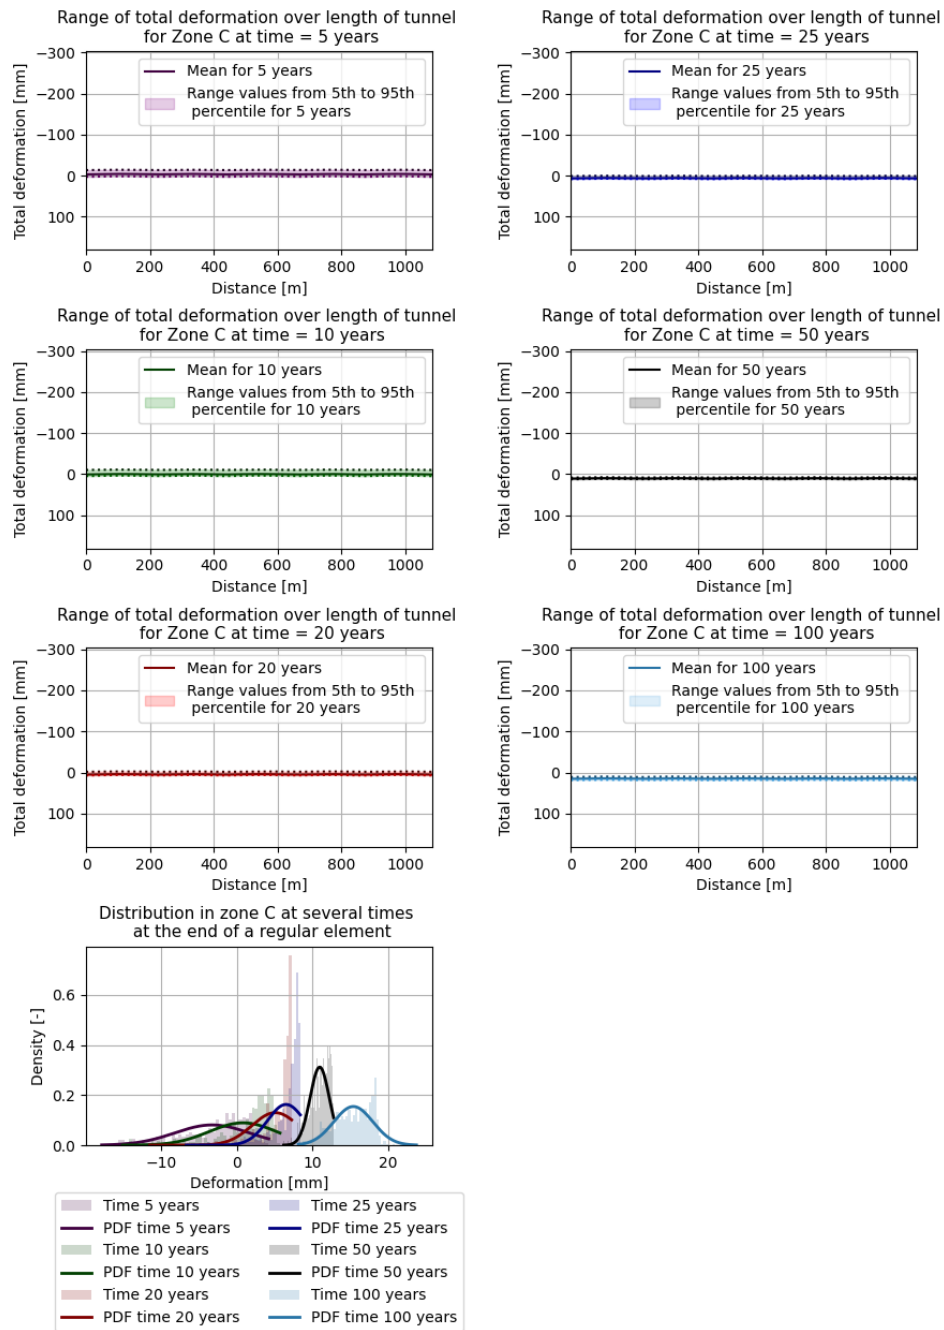 Range of total deformation over length of tunnel
for Zone C at time = 5 years
Total deformation [mm]
−300
−200
−100
0
100
Mean for 5 years
Range values from 5th to 95th
percentile for 5 years
0 200 400 600 800 1000
Distance [m]
Range of total deformation over length of tunnel
for Zone C at time = 25 years
Total deformation [mm]
−300
−200
−100
0
100
Mean for 25 years
Range values from 5th to 95th
percentile for 25 years
0 200 400 600 800 1000
Distance [m]
Range of total deformation over length of tunnel
for Zone C at time = 10 years
Total deformation [mm]
−300
−200
−100
0
100
Mean for 10 years
Range values from 5th to 95th
percentile for 10 years
0 200 400 600 800 1000
Distance [m]
Range of total deformation over length of tunnel
for Zone C at time = 50 years
Total deformation [mm]
−300
−200
−100
0
100
Mean for 50 years
Range values from 5th to 95th
percentile for 50 years
0 200 400 600 800 1000
Distance [m]
Range of total deformation over length of tunnel
for Zone C at time = 20 years
Total deformation [mm]
−300
−200
−100
0
100
Mean for 20 years
Range values from 5th to 95th
percentile for 20 years
0 200 400 600 800 1000
Distance [m]
Range of total deformation over length of tunnel
for Zone C at time = 100 years
Total deformation [mm]
−300
−200
−100
0
100
Mean for 100 years
Range values from 5th to 95th
percentile for 100 years
0 200 400 600 800 1000
Distance [m]
Distribution in zone C at several times
at the end of a regular element
Density [-]
0.6
0.4
0.2
0.0
−10 0 10 20
Deformation [mm]
Time 5 years
PDF time 5 years
Time 10 years
PDF time 10 years
Time 20 years
PDF time 20 years
Time 25 years
PDF time 25 years
Time 50 years
PDF time 50 years
Time 100 years
PDF time 100 years